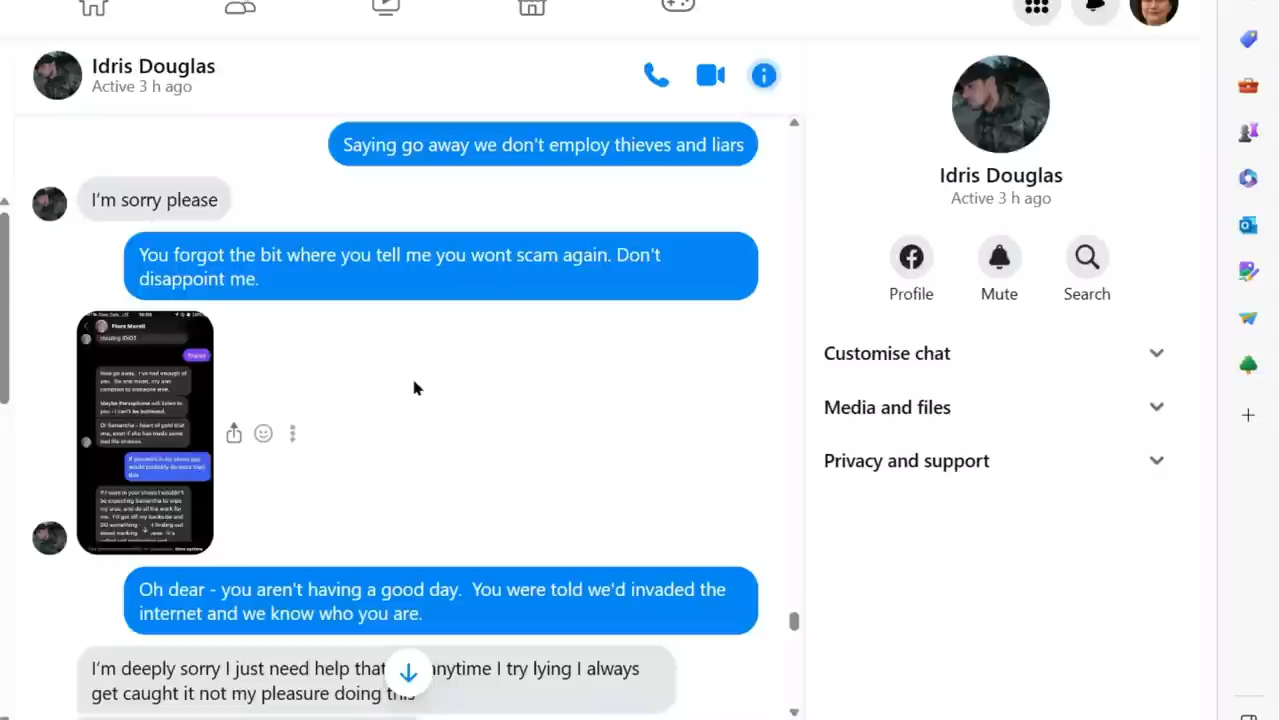 Idris Douglas
Active 3 h ago
Saying go away we don't employ thieves and liars
I'm sorry please
You forgot the bit where you tell me you wont scam again. Don't
disappoint me.
Oh dear - you aren't having a good day.  You were told we'd invaded the
internet and we know who you are.
I'm deeply sorry I just need help that anytime I try lying I always
get caught it not my pleasure doing this
Idris Douglas
Active 3 h ago
Profile
Mute
Search
Customise chat
Media and files
Privacy and support